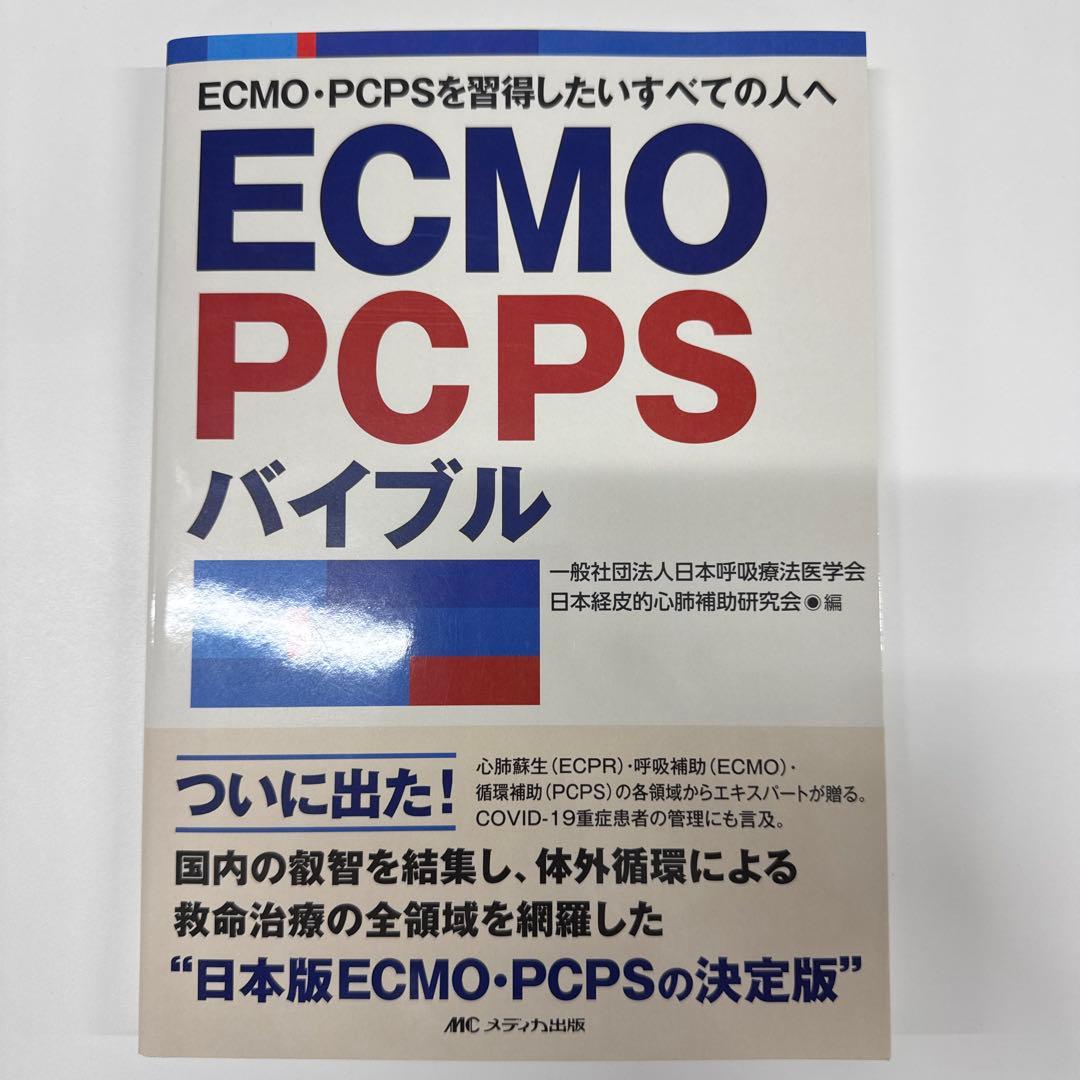 ECMO・PCPSを習得したいすべての人へ
ECMO
PCPS
バイブル
一般社団法人日本呼吸療法医学会
日本経皮的心肺補助研究会◉編
ついに出た!
心肺蘇生(ECPR)・呼吸補助(ECMO)・
循環補助(PCPS)の各領域からエキスパートが贈る。
COVID-19重症患者の管理にも言及。
国内の叡智を結集し、体外循環による
救命治療の全領域を網羅した
“日本版ECMO・PCPSの決定版”
MC メディカ出版